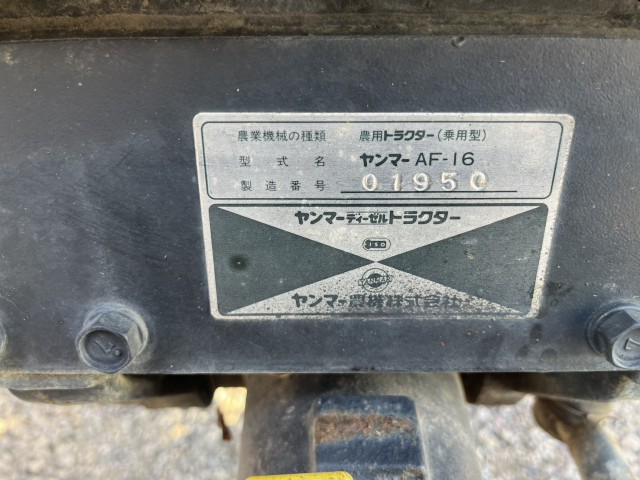 農業機械の種類 農用トラクター(乗用型)
型式名 ヤンマー AF-16
製造番号 01950
ヤンマーディーゼルトラクター
ヤンマー農機株式会社